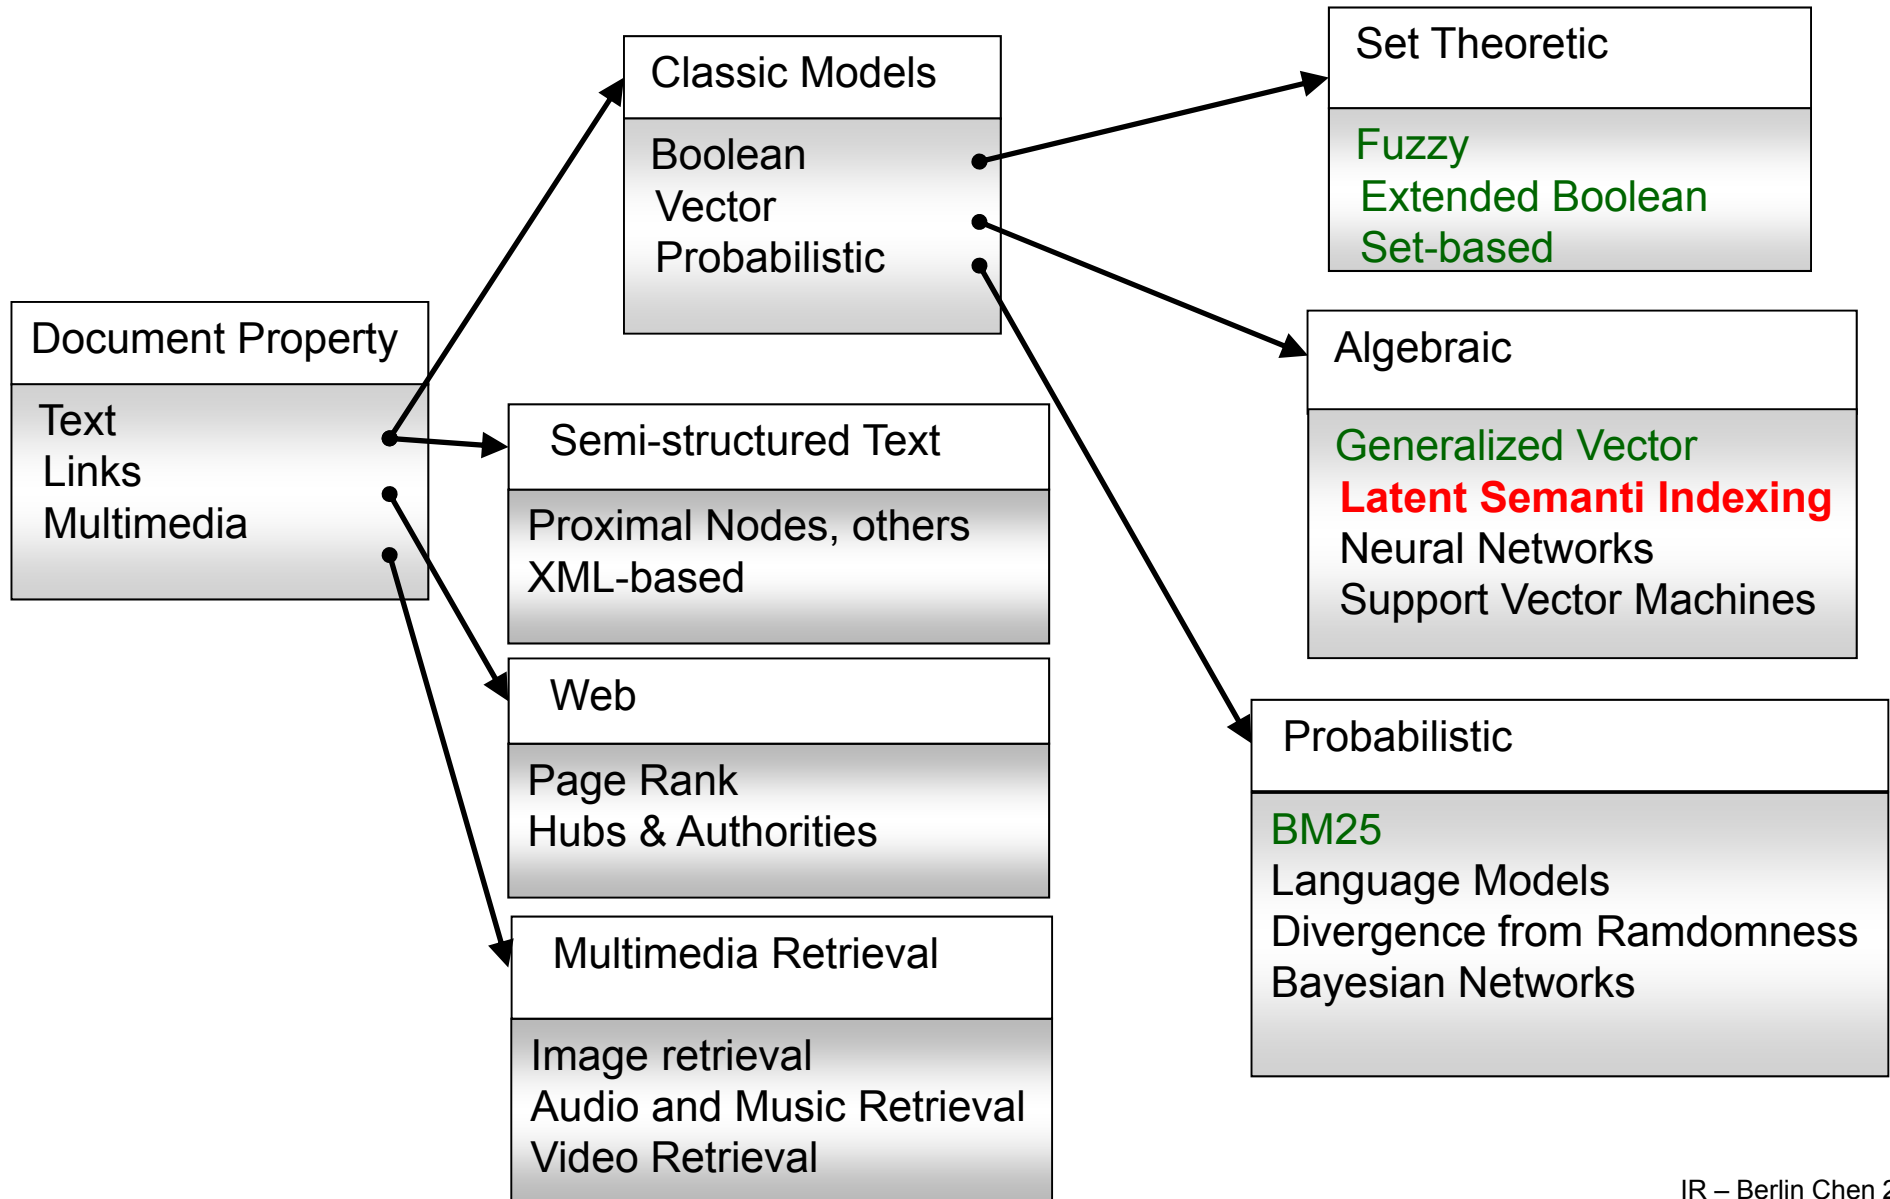 Document Property
Text
Links
Multimedia
Classic Models
Boolean
Vector
Probabilistic
Semi-structured Text
Proximal Nodes, others
XML-based
Web
Page Rank
Hubs & Authorities
Multimedia Retrieval
Image retrieval
Audio and Music Retrieval
Video Retrieval
Set Theoretic
Fuzzy
Extended Boolean
Set-based
Algebraic
Generalized Vector
Latent Semanti Indexing
Neural Networks
Support Vector Machines
Probabilistic
BM25
Language Models
Divergence from Ramdomness
Bayesian Networks
IR – Berlin Chen 2